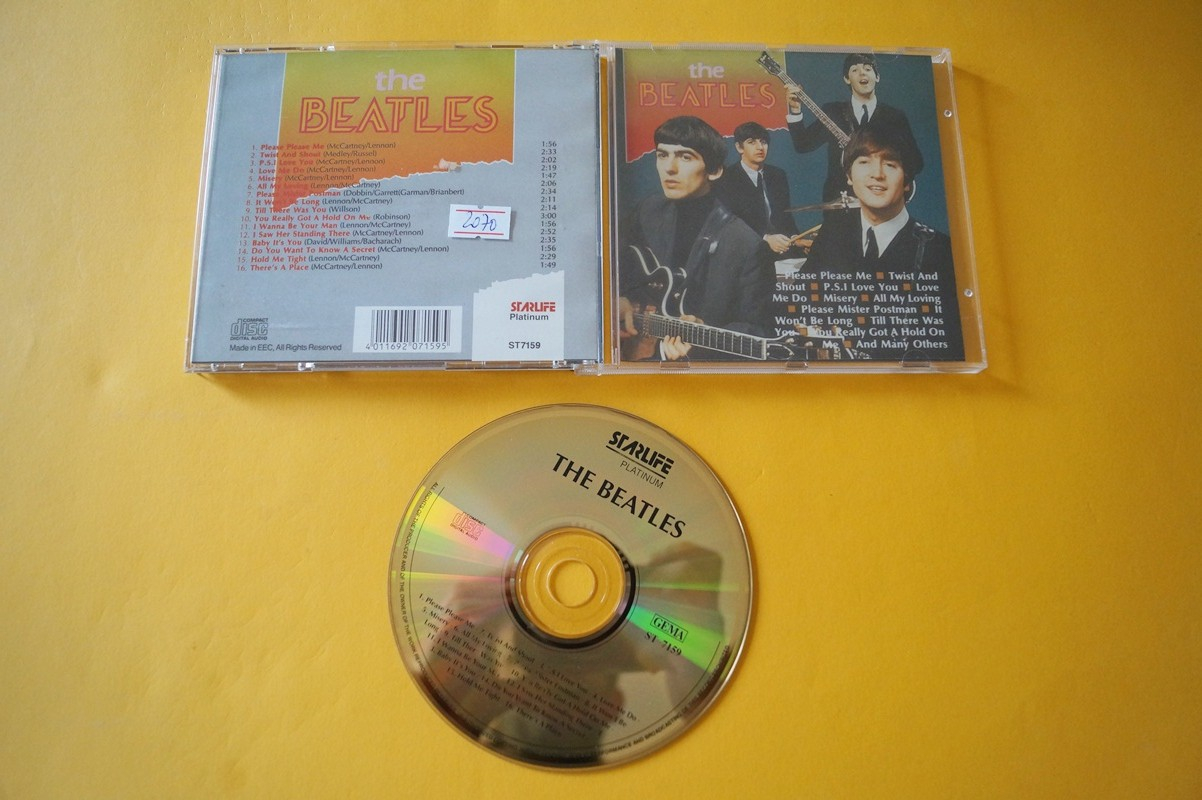 the
BEATLES
1. Please Please Me (McCartney/Lennon) 1:56
2. Twist And Shout (Medley/Russel) 2:33
3. P.S.I Love You (McCartney/Lennon) 2:02
4. Love Me Do (McCartney/Lennon) 2:19
5. Misery (McCartney/Lennon) 1:47
6. All My Loving (Lennon/McCartney) 2:06
7. Please Mister Postman (Dobbin/Garrett(Garman/Brianbert) 2:34
8. It Won't Be Long (Lennon/McCartney) 2:11
9. Till There Was You (Willson) 2:14
10. You Really Got A Hold On Me (Robinson) 3:00
11. I Wanna Be Your Man (Lennon/McCartney) 1:56
12. I Saw Her Standing There (McCartney/Lennon) 2:52
13. Baby It's You (David/Williams/Bacharach) 2:35
14. Do You Want To Know A Secret (McCartney/Lennon) 1:56
15. Hold Me Tight (Lennon/McCartney) 2:29
16. There's A Place (McCartney/Lennon) 1:49
2070
COMPACT
disc
DIGITAL AUDIO
Made in EEC, All Rights Reserved
4 011692 071595
STARLIFE
Platinum
ST7159
the
BEATLES
Please Please Me ■ Twist And
Shout ■ P.S.I Love You ■ Love
Me Do ■ Misery ■ All My Loving
■ Please Mister Postman ■ It
Won't Be Long ■ Till There Was
You ■ You Really Got A Hold On
Me ■ And Many Others
STARLIFE
PLATINUM
THE BEATLES
COMPACT
disc
DIGITAL AUDIO
GEMA
ST 7159
1. Please Please Me